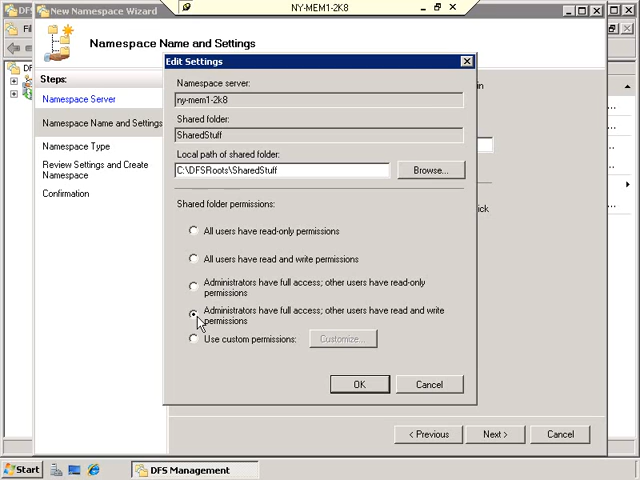 NY-MEM1-2K8
DFS
New Namespace Wizard
Namespace Name and Settings
Edit Settings
Steps:
Namespace Server
Namespace Name and Settings
Namespace Type
Review Settings and Create
Namespace
Confirmation
Namespace server:
ny-mem1-2k8
Shared folder:
SharedStuff
Local path of shared folder:
C:\DFSRoots\SharedStuff
Browse...
Shared folder permissions:
All users have read-only permissions
All users have read and write permissions
Administrators have full access; other users have read-only
permissions
Administrators have full access; other users have read and write
permissions
Use custom permissions:
Customize...
OK
Cancel
< Previous
Next >
Cancel
Start
DFS Management